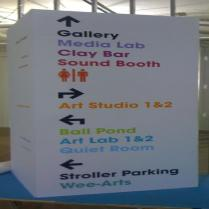 Gallery
Media Lab
Clay Bar
Sound Booth
Art Studio 1&2
Ball Pond
Art Lab 1&2
Quiet Room
Stroller Parking
Wee-Arts